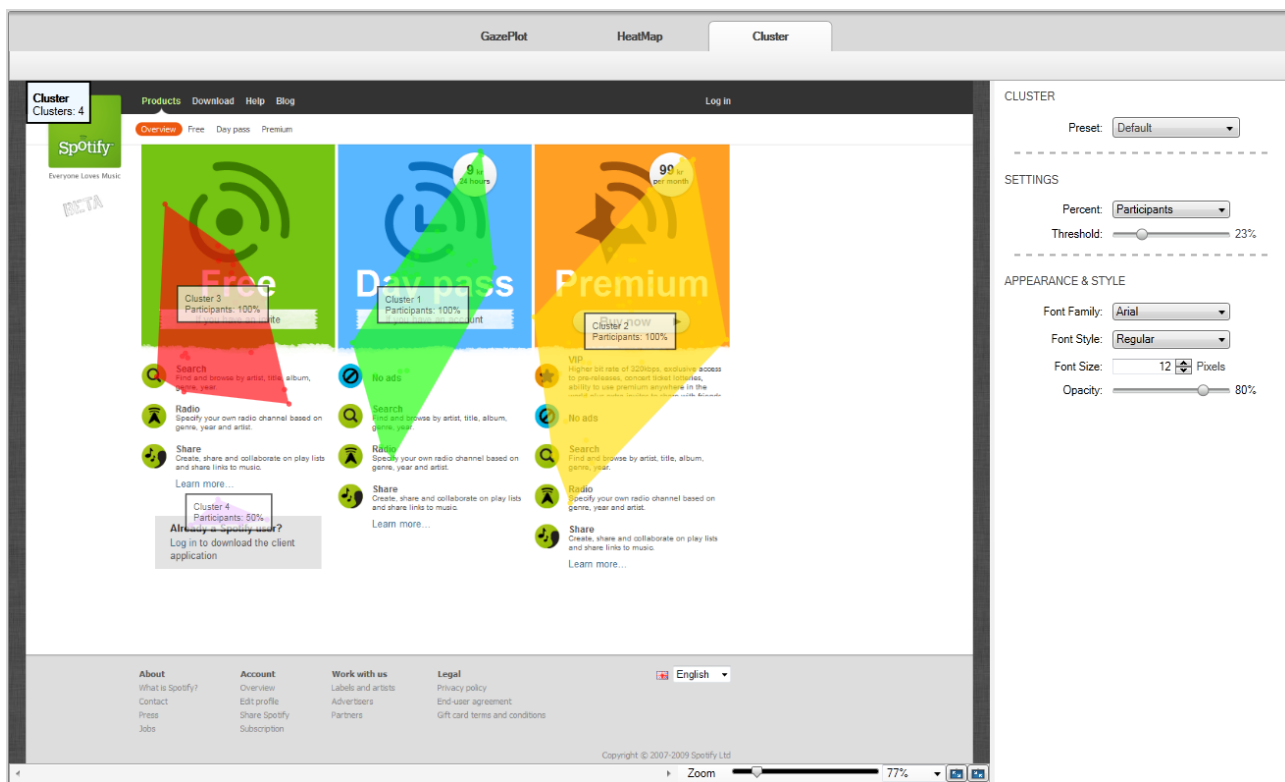 GazePlot HeatMap Cluster
Cluster
Clusters: 4
Products Download Help Blog Log in
Overview Free Day pass Premium
Spotify
Everyone Loves Music
BETA
9 kr
24 hours
99 kr
per month
Free
Day pass
Premium
Cluster 3
Participants: 100%
if you have an invite
Cluster 1
Participants: 100%
if you have an account
Buy now
Cluster 2
Participants: 100%
Search
Find and browse by artist, title, album,
genre, year
Radio
Specify your own radio channel based on
genre, year and artist.
Share
Create, share and collaborate on play lists
and share links to music.
Learn more...
Cluster 4
Participants: 50%
Already a Spotify user?
Log in to download the client
application
No ads
Search
Find and browse by artist, title, album,
genre, year.
Radio
Specify your own radio channel based on
genre, year and artist.
Share
Create, share and collaborate on play lists
and share links to music.
Learn more...
VIP
Higher bit rate of 320kbps, exclusive access
to pre-releases, concert ticket lotteries,
ability to use premium anywhere in the
No ads
Search
Find and browse by artist, title, album,
genre, year.
Radio
Specify your own radio channel based on
genre, year and artist.
Share
Create, share and collaborate on play lists
and share links to music.
Learn more...
About
What is Spotify?
Contact
Press
Jobs
Account
Overview
Edit profile
Share Spotify
Subscription
Work with us
Labels and artists
Advertisers
Partners
Legal
Privacy policy
End-user agreement
Gift card terms and conditions
English
Copyright © 2007-2009 Spotify Ltd
Zoom 77%
CLUSTER
Preset: Default
SETTINGS
Percent: Participants
Threshold: 23%
APPEARANCE & STYLE
Font Family: Arial
Font Style: Regular
Font Size: 12 Pixels
Opacity: 80%